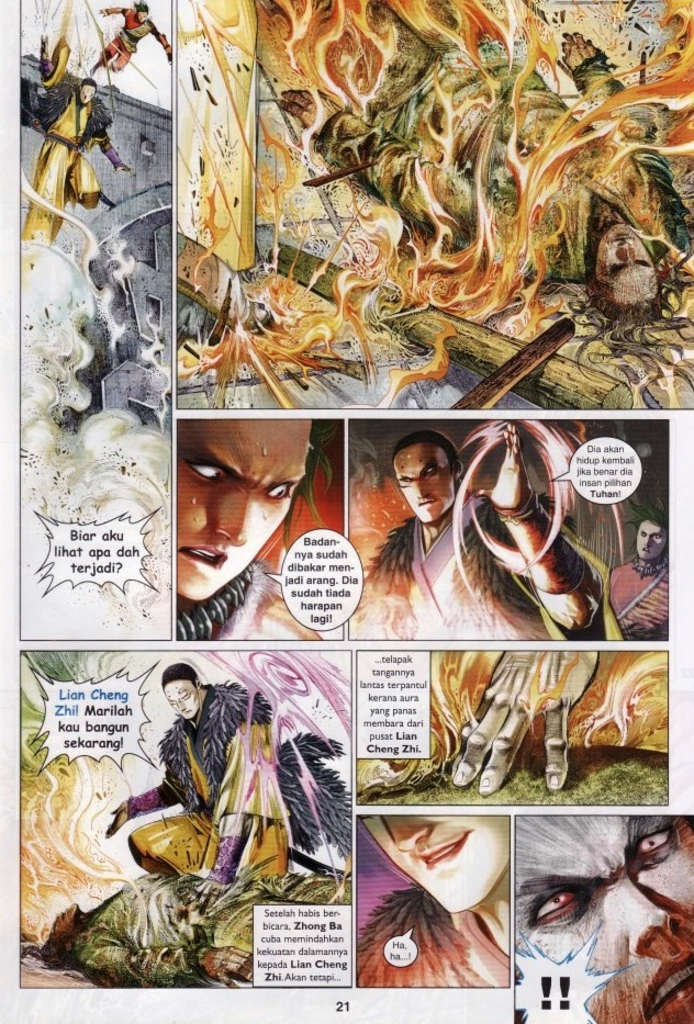 Biar aku
lihat apa dah
terjadi?
Badan-
nya sudah
dibakar men-
jadi arang. Dia
sudah tiada
harapan
lagi!
Dia akan
hidup kembali
jika benar dia
insan pilihan
Tuhan!
Lian Cheng
Zhi! Marilah
kau bangun
sekarang!
Setelah habis ber-
bicara, Zhong Ba
cuba memindahkan
kekuatan dalamannya
kepada Lian Cheng
Zhi. Akan tetapi...
...telapak
tangannya
lantas terpantul
kerana aura
yang panas
membara dari
pusat Lian
Cheng Zhi.
Ha,
ha...!
!!
21